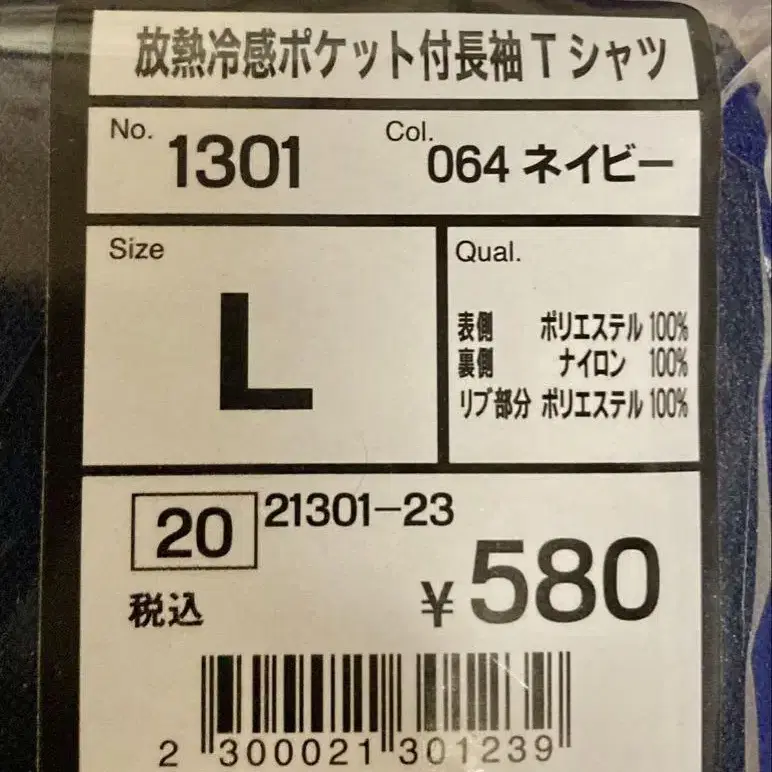 放熱冷感ポケット付長袖Tシャツ
No. 1301 Col. 064 ネイビー
Size
L
Qual.
表側 ポリエステル 100%
裏側 ナイロン 100%
リブ部分 ポリエステル 100%
20 21301-23
税込 ¥580
2 300021 301239